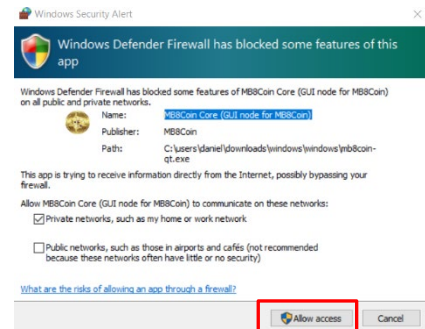 Windows Security Alert
Windows Defender Firewall has blocked some features of this
app
Windows Defender Firewall has blocked some features of MB8Coin Core (GUI node for MB8Coin)
on all public and private networks.
Name: MB8Coin Core (GUI node for MB8Coin)
Publisher: MB8Coin
Path: C:\users\daniel\downloads\windows\windows\mb8coin-
qt.exe
This app is trying to receive information directly from the Internet, possibly bypassing your
firewall.
Allow MB8Coin Core (GUI node for MB8Coin) to communicate on these networks:
Private networks, such as my home or work network
Public networks, such as those in airports and cafés (not recommended
because these networks often have little or no security)
What are the risks of allowing an app through a firewall?
Allow access Cancel